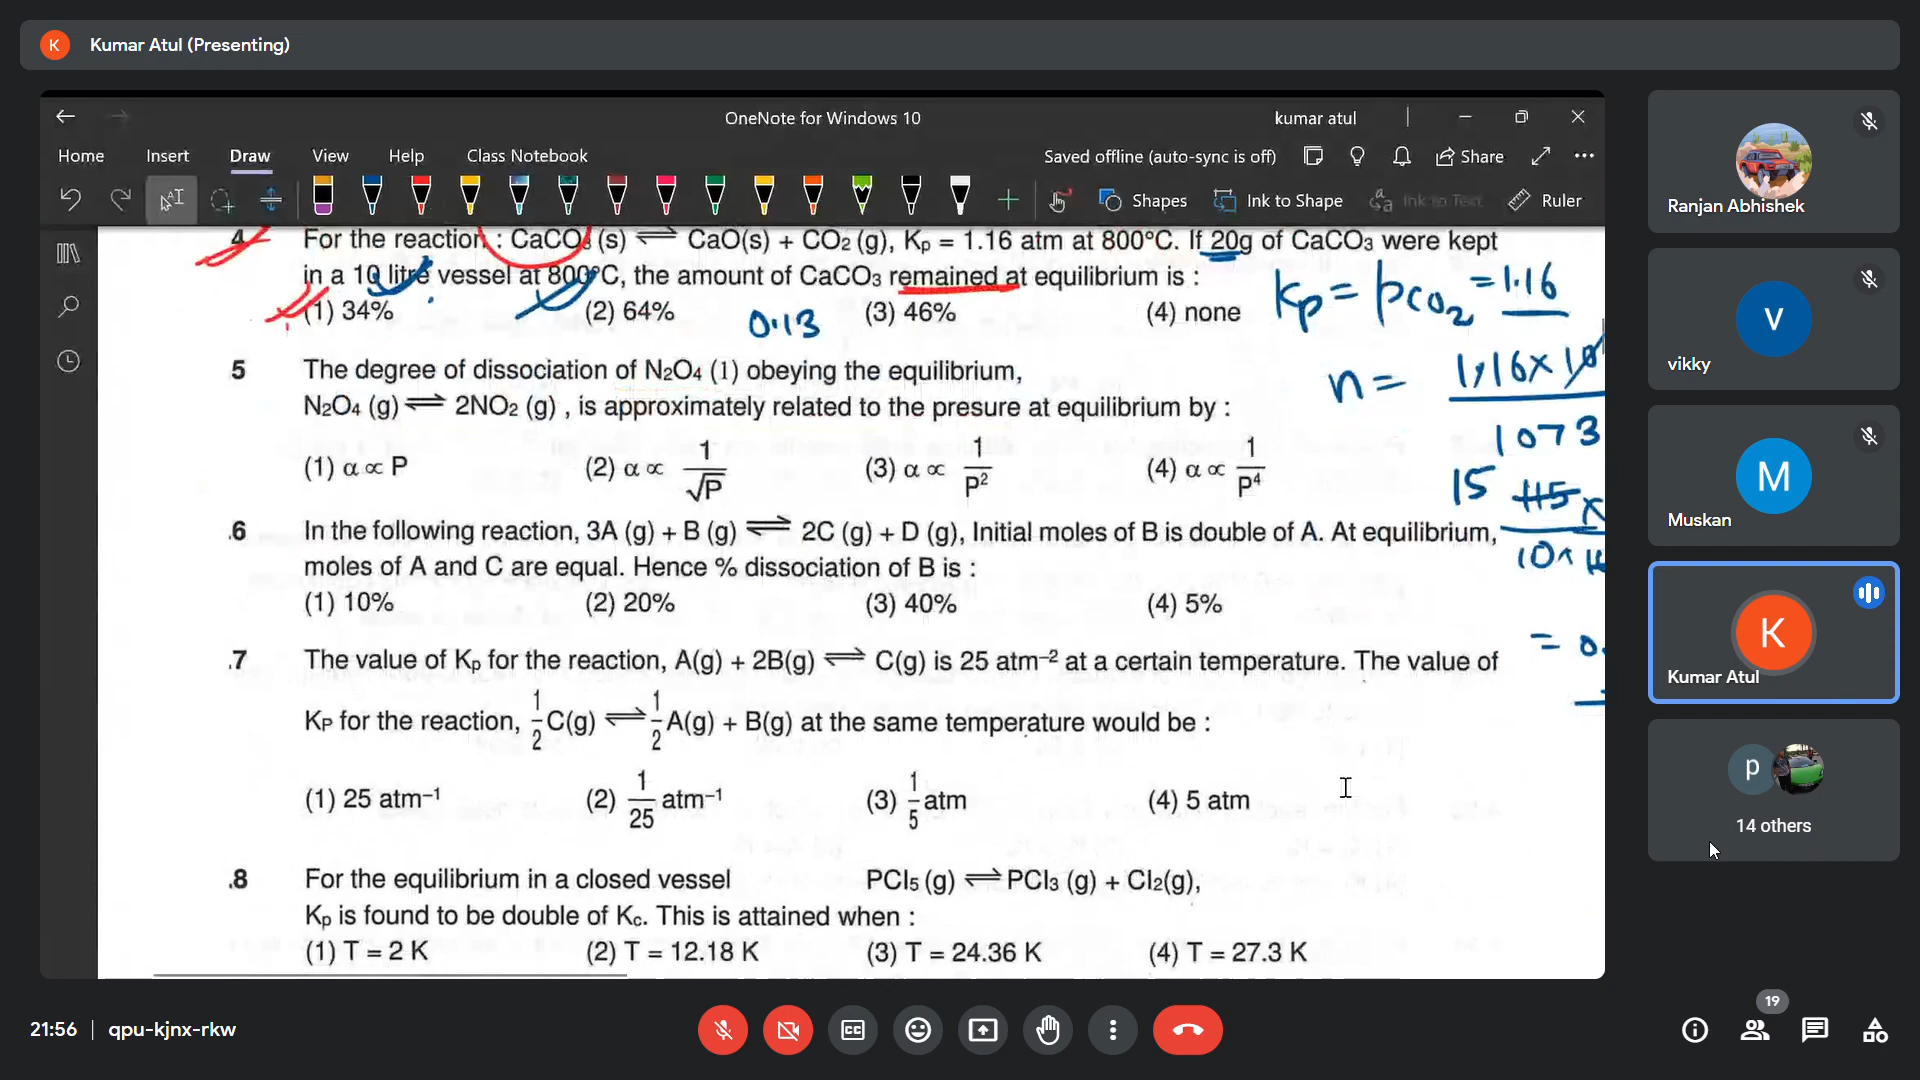 K Kumar Atul (Presenting)
OneNote for Windows 10
kumar atul
Home Insert Draw View Help Class Notebook
Saved offline (auto-sync is off) Share
Shapes Ink to Shape Ink to Text Ruler
4 For the reaction : CaCO₃ (s) ⇌ CaO(s) + CO₂ (g), Kₚ = 1.16 atm at 800°C. If 20g of CaCO₃ were kept
in a 10 litre vessel at 800°C, the amount of CaCO₃ remained at equilibrium is :
(1) 34% (2) 64% (3) 46% (4) none
0.13
Kp = pCO₂ = 1.16
n = 1.16 × 10
1073
15 115 ×
10 ×
= 0.
5 The degree of dissociation of N₂O₄ (1) obeying the equilibrium,
N₂O₄ (g) ⇌ 2NO₂ (g) , is approximately related to the presure at equilibrium by :
(1) α ∝ P (2) α ∝ 1/√P (3) α ∝ 1/P² (4) α ∝ 1/P⁴
.6 In the following reaction, 3A (g) + B (g) ⇌ 2C (g) + D (g), Initial moles of B is double of A. At equilibrium,
moles of A and C are equal. Hence % dissociation of B is :
(1) 10% (2) 20% (3) 40% (4) 5%
.7 The value of Kₚ for the reaction, A(g) + 2B(g) ⇌ C(g) is 25 atm⁻² at a certain temperature. The value of
KP for the reaction, 1/2 C(g) ⇌ 1/2 A(g) + B(g) at the same temperature would be :
(1) 25 atm⁻¹ (2) 1/25 atm⁻¹ (3) 1/5 atm (4) 5 atm
.8 For the equilibrium in a closed vessel PCl₅ (g) ⇌ PCl₃ (g) + Cl₂(g),
Kₚ is found to be double of K꜀. This is attained when :
(1) T = 2 K (2) T = 12.18 K (3) T = 24.36 K (4) T = 27.3 K
Ranjan Abhishek
V
vikky
M
Muskan
K
Kumar Atul
p
14 others
21:56 | qpu-kjnx-rkw
CC
19